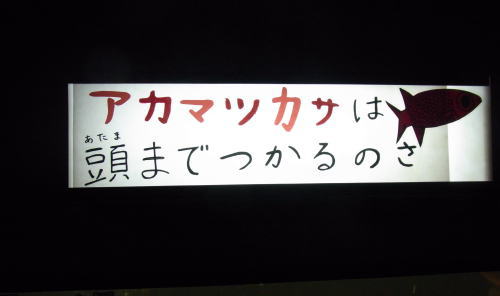 アカマツカサは
あたま
頭までつかるのさ